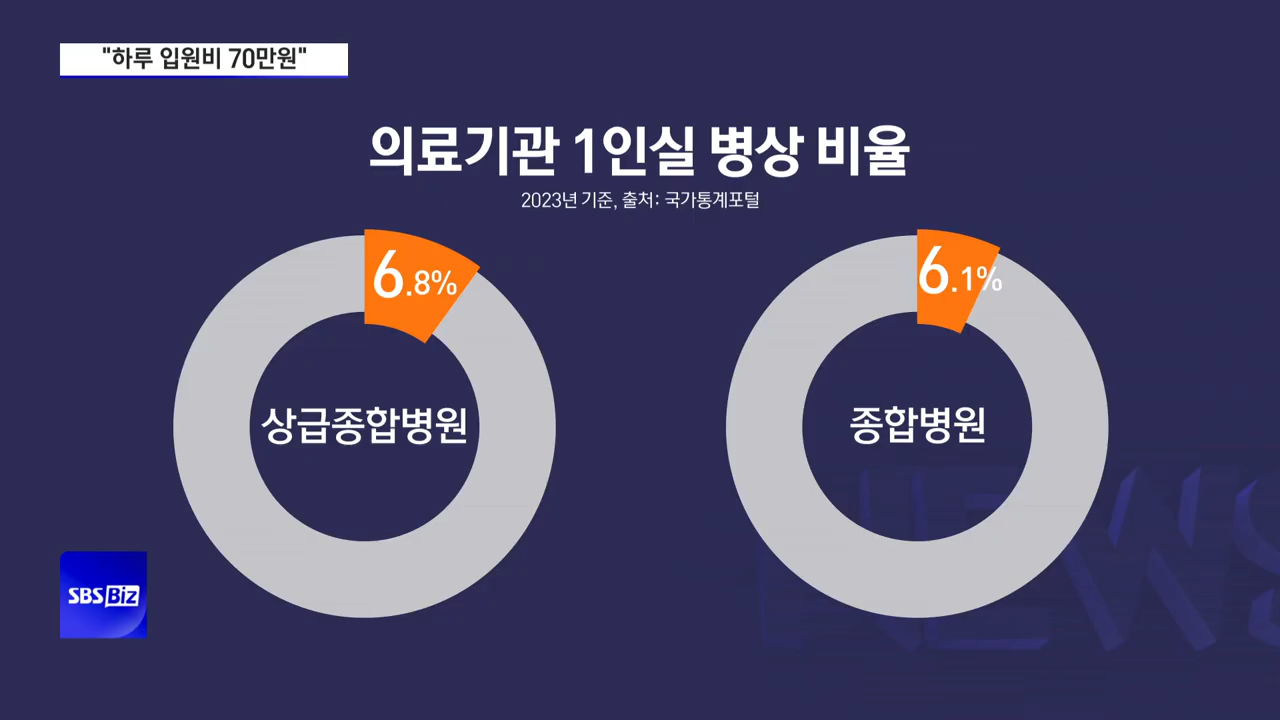 "하루 입원비 70만원"
의료기관 1인실 병상 비율
2023년 기준, 출처: 국가통계포털
6.8%
6.1%
상급종합병원
종합병원
SBS Biz
NEWS